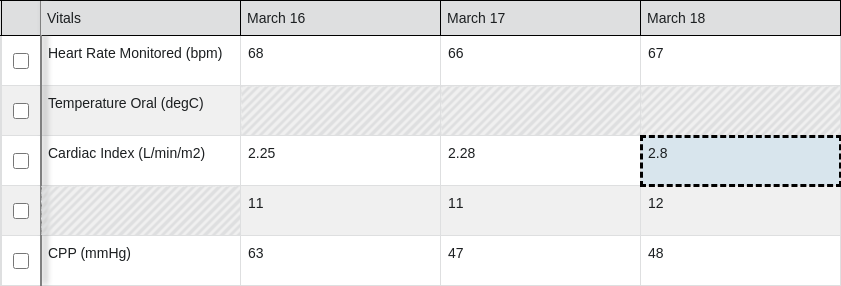 Vitals March 16 March 17 March 18
Heart Rate Monitored (bpm) 68 66 67
Temperature Oral (degC)
Cardiac Index (L/min/m2) 2.25 2.28 2.8
11 11 12
CPP (mmHg) 63 47 48